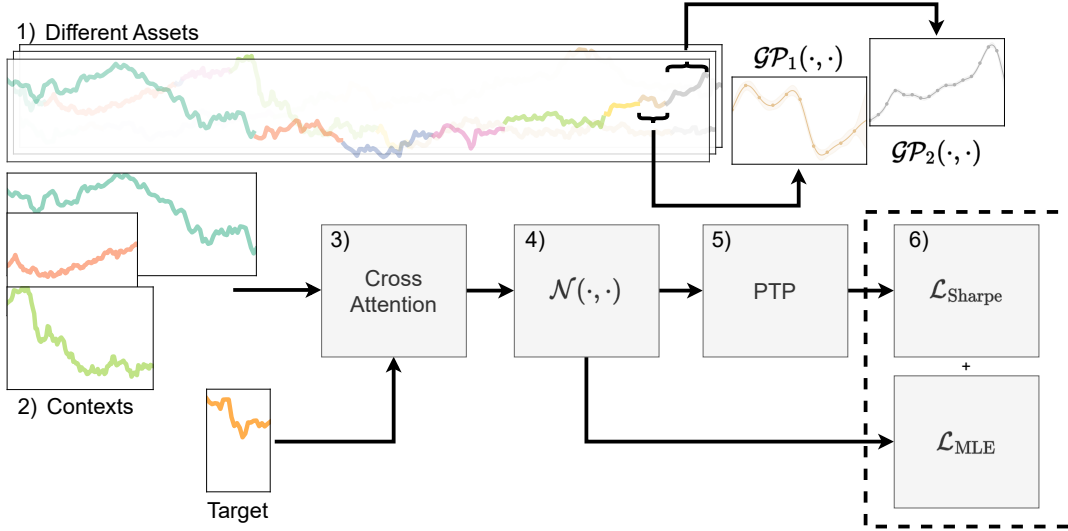 1) Different Assets
𝒢𝒫₁(·,·)
𝒢𝒫₂(·,·)
2) Contexts
Target
3)
Cross
Attention
4)
𝒩(·,·)
5)
PTP
6)
ℒ_Sharpe
+
ℒ_MLE